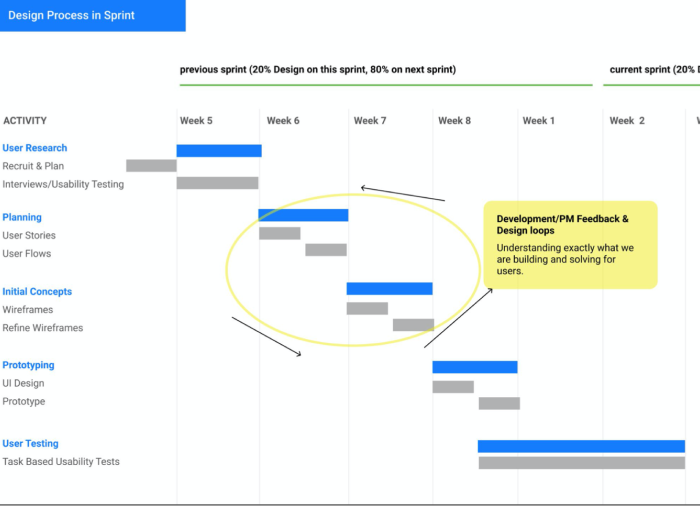 Design Process in Sprint
previous sprint (20% Design on this sprint, 80% on next sprint)
current sprint (20%
ACTIVITY
Week 5
Week 6
Week 7
Week 8
Week 1
Week 2
User Research
Recruit & Plan
Interviews/Usability Testing
Planning
User Stories
User Flows
Development/PM Feedback &
Design loops
Understanding exactly what we
are building and solving for
users.
Initial Concepts
Wireframes
Refine Wireframes
Prototyping
UI Design
Prototype
User Testing
Task Based Usability Tests